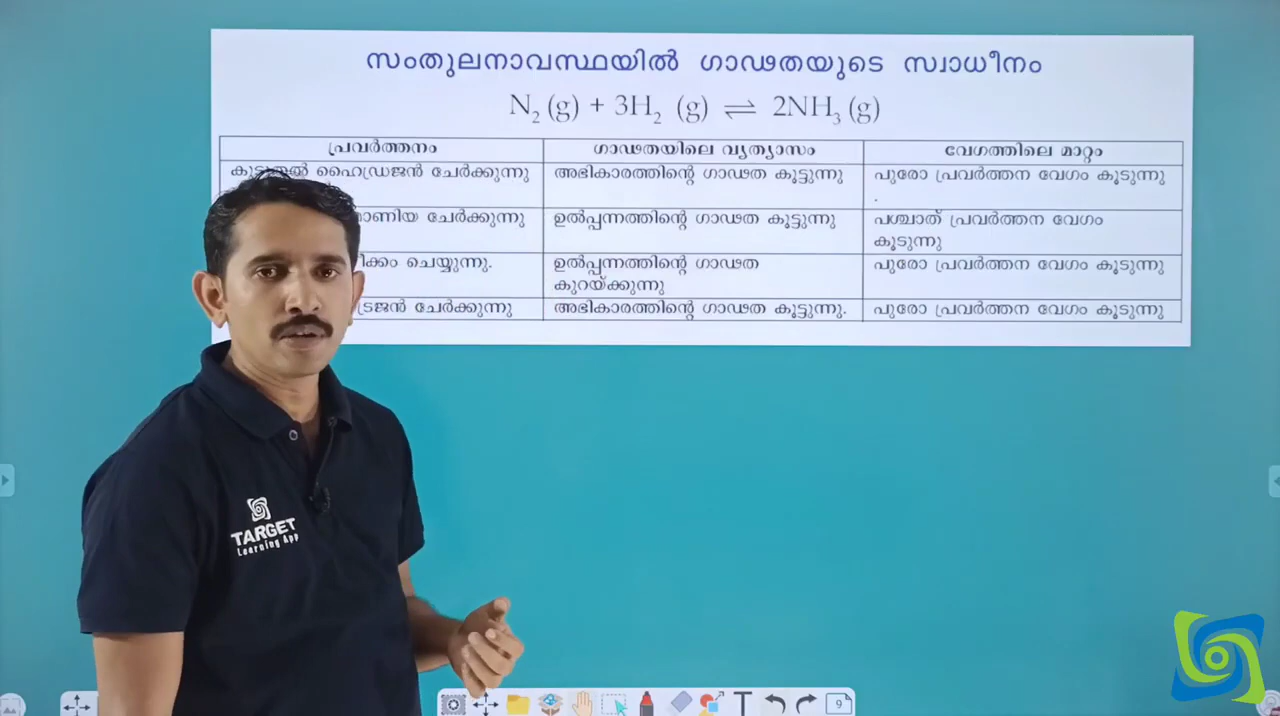 സംതുലനാവസ്ഥയിൽ ഗാഢതയുടെ സ്വാധീനം
N₂ (g) + 3H₂ (g) ⇌ 2NH₃ (g)
പ്രവർത്തനം ഗാഢതയിലെ വ്യത്യാസം വേഗത്തിലെ മാറ്റം
കൂടുതൽ ഹൈഡ്രജൻ ചേർക്കുന്നു അഭികാരത്തിന്റെ ഗാഢത കൂട്ടുന്നു പുരോ പ്രവർത്തന വേഗം കൂടുന്നു
.
ചേർക്കുന്നു ഉൽപ്പന്നത്തിന്റെ ഗാഢത കൂട്ടുന്നു പശ്ചാത് പ്രവർത്തന വേഗം
കൂടുന്നു
ചെയ്യുന്നു. ഉൽപ്പന്നത്തിന്റെ ഗാഢത പുരോ പ്രവർത്തന വേഗം കൂടുന്നു
കുറയ്ക്കുന്നു
ചേർക്കുന്നു അഭികാരത്തിന്റെ ഗാഢത കൂട്ടുന്നു. പുരോ പ്രവർത്തന വേഗം കൂടുന്നു
TARGET
Learning App
9